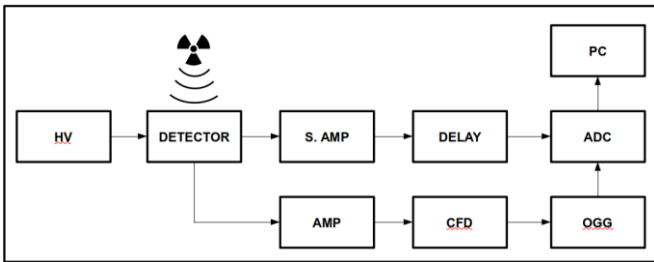 PC
HV
DETECTOR
S. AMP
DELAY
ADC
AMP
CFD
OGG